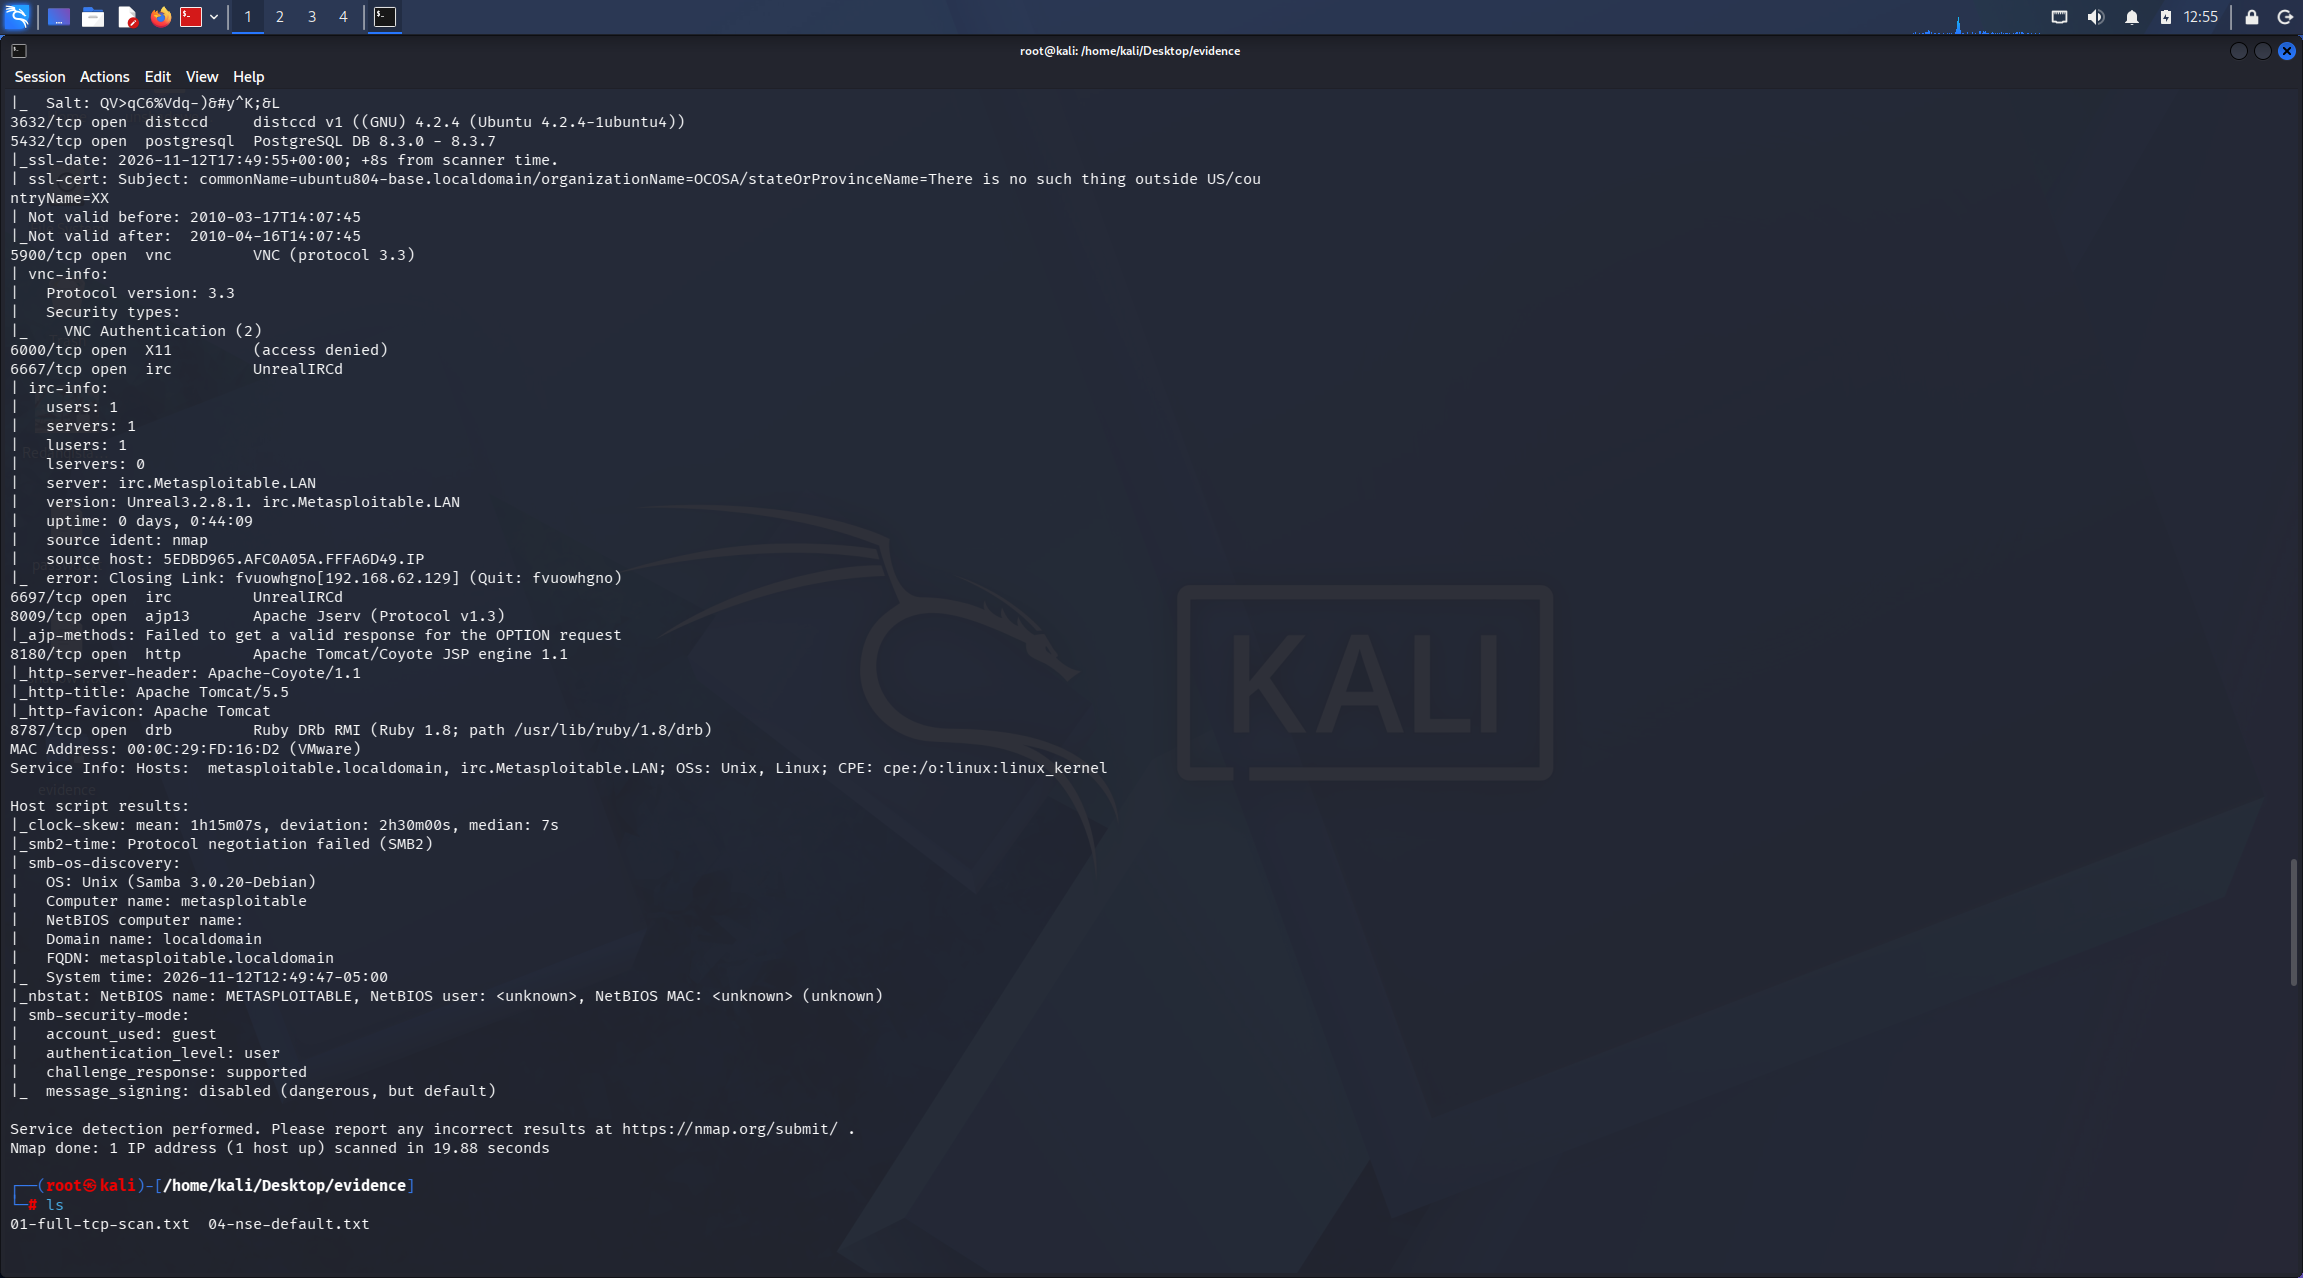 1 2 3 4
12:55
root@kali: /home/kali/Desktop/evidence
Session Actions Edit View Help
|_  Salt: QV>qC6%Vdq-)&#y^K;&L
3632/tcp open  distccd     distccd v1 ((GNU) 4.2.4 (Ubuntu 4.2.4-1ubuntu4))
5432/tcp open  postgresql  PostgreSQL DB 8.3.0 - 8.3.7
|_ssl-date: 2026-11-12T17:49:55+00:00; +8s from scanner time.
| ssl-cert: Subject: commonName=ubuntu804-base.localdomain/organizationName=OCOSA/stateOrProvinceName=There is no such thing outside US/cou
ntryName=XX
| Not valid before: 2010-03-17T14:07:45
|_Not valid after:  2010-04-16T14:07:45
5900/tcp open  vnc         VNC (protocol 3.3)
| vnc-info:
|   Protocol version: 3.3
|   Security types:
|_    VNC Authentication (2)
6000/tcp open  X11         (access denied)
6667/tcp open  irc         UnrealIRCd
| irc-info:
|   users: 1
|   servers: 1
|   lusers: 1
|   lservers: 0
|   server: irc.Metasploitable.LAN
|   version: Unreal3.2.8.1. irc.Metasploitable.LAN
|   uptime: 0 days, 0:44:09
|   source ident: nmap
|   source host: 5EDBD965.AFC0A05A.FFFA6D49.IP
|_  error: Closing Link: fvuowhgno[192.168.62.129] (Quit: fvuowhgno)
6697/tcp open  irc         UnrealIRCd
8009/tcp open  ajp13       Apache Jserv (Protocol v1.3)
|_ajp-methods: Failed to get a valid response for the OPTION request
8180/tcp open  http        Apache Tomcat/Coyote JSP engine 1.1
|_http-server-header: Apache-Coyote/1.1
|_http-title: Apache Tomcat/5.5
|_http-favicon: Apache Tomcat
8787/tcp open  drb         Ruby DRb RMI (Ruby 1.8; path /usr/lib/ruby/1.8/drb)
MAC Address: 00:0C:29:FD:16:D2 (VMware)
Service Info: Hosts:  metasploitable.localdomain, irc.Metasploitable.LAN; OSs: Unix, Linux; CPE: cpe:/o:linux:linux_kernel
evidence
Host script results:
|_clock-skew: mean: 1h15m07s, deviation: 2h30m00s, median: 7s
|_smb2-time: Protocol negotiation failed (SMB2)
| smb-os-discovery:
|   OS: Unix (Samba 3.0.20-Debian)
|   Computer name: metasploitable
|   NetBIOS computer name:
|   Domain name: localdomain
|   FQDN: metasploitable.localdomain
|_  System time: 2026-11-12T12:49:47-05:00
|_nbstat: NetBIOS name: METASPLOITABLE, NetBIOS user: <unknown>, NetBIOS MAC: <unknown> (unknown)
| smb-security-mode:
|   account_used: guest
|   authentication_level: user
|   challenge_response: supported
|_  message_signing: disabled (dangerous, but default)
Service detection performed. Please report any incorrect results at https://nmap.org/submit/ .
Nmap done: 1 IP address (1 host up) scanned in 19.88 seconds
┌──(root㉿kali)-[/home/kali/Desktop/evidence]
└─# ls
01-full-tcp-scan.txt  04-nse-default.txt
KALI